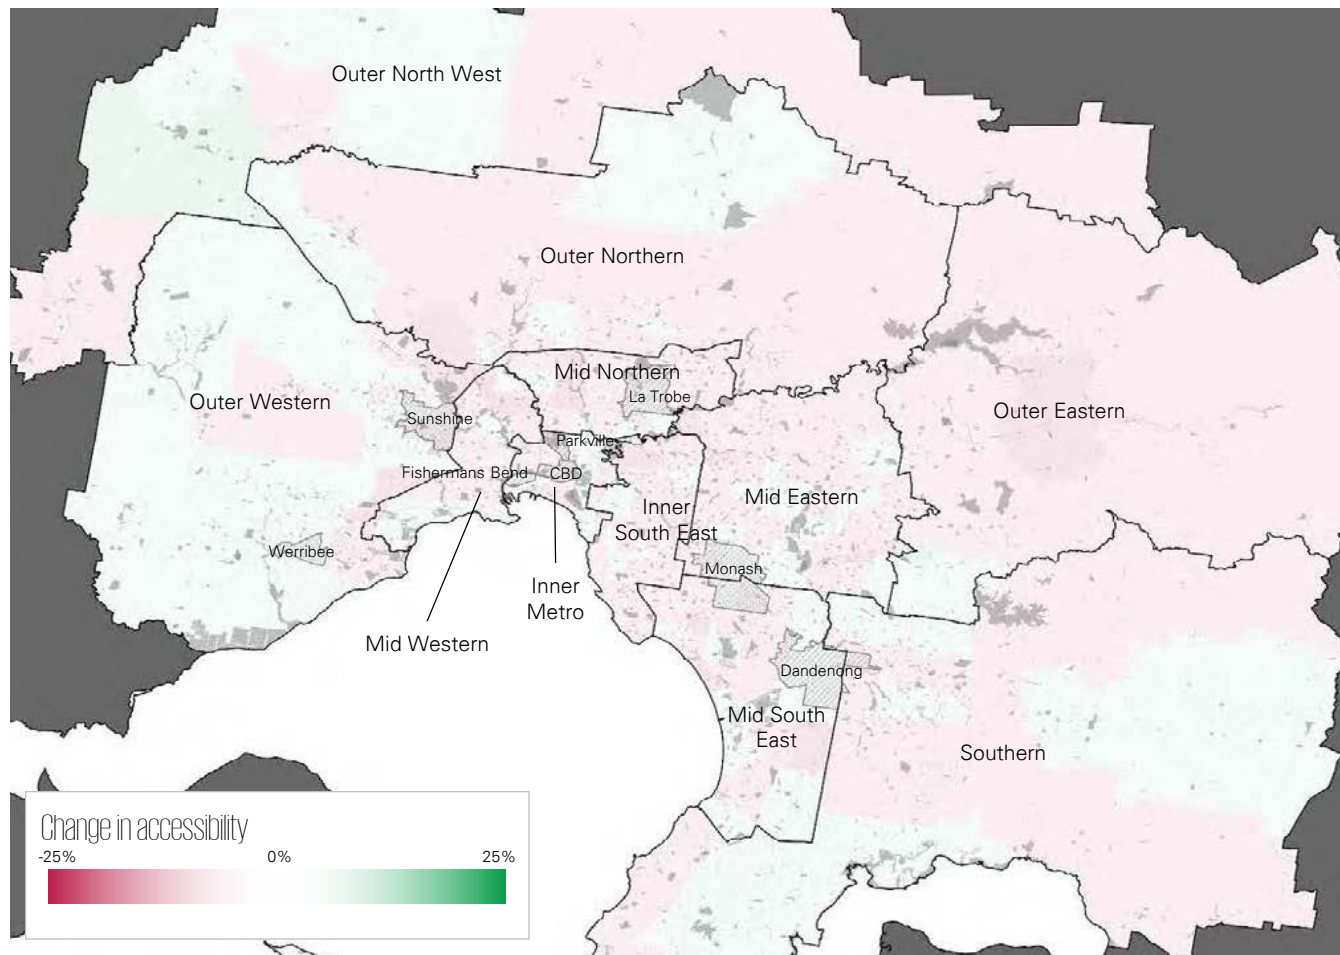 Outer North West
Outer Northern
Mid Northern
La Trobe
Outer Western
Sunshine
Parkville
Outer Eastern
Fishermans Bend
CBD
Mid Eastern
Inner
South East
Werribee
Monash
Inner
Metro
Mid Western
Dandenong
Mid South
East
Southern
Change in accessibility
-25%
0%
25%